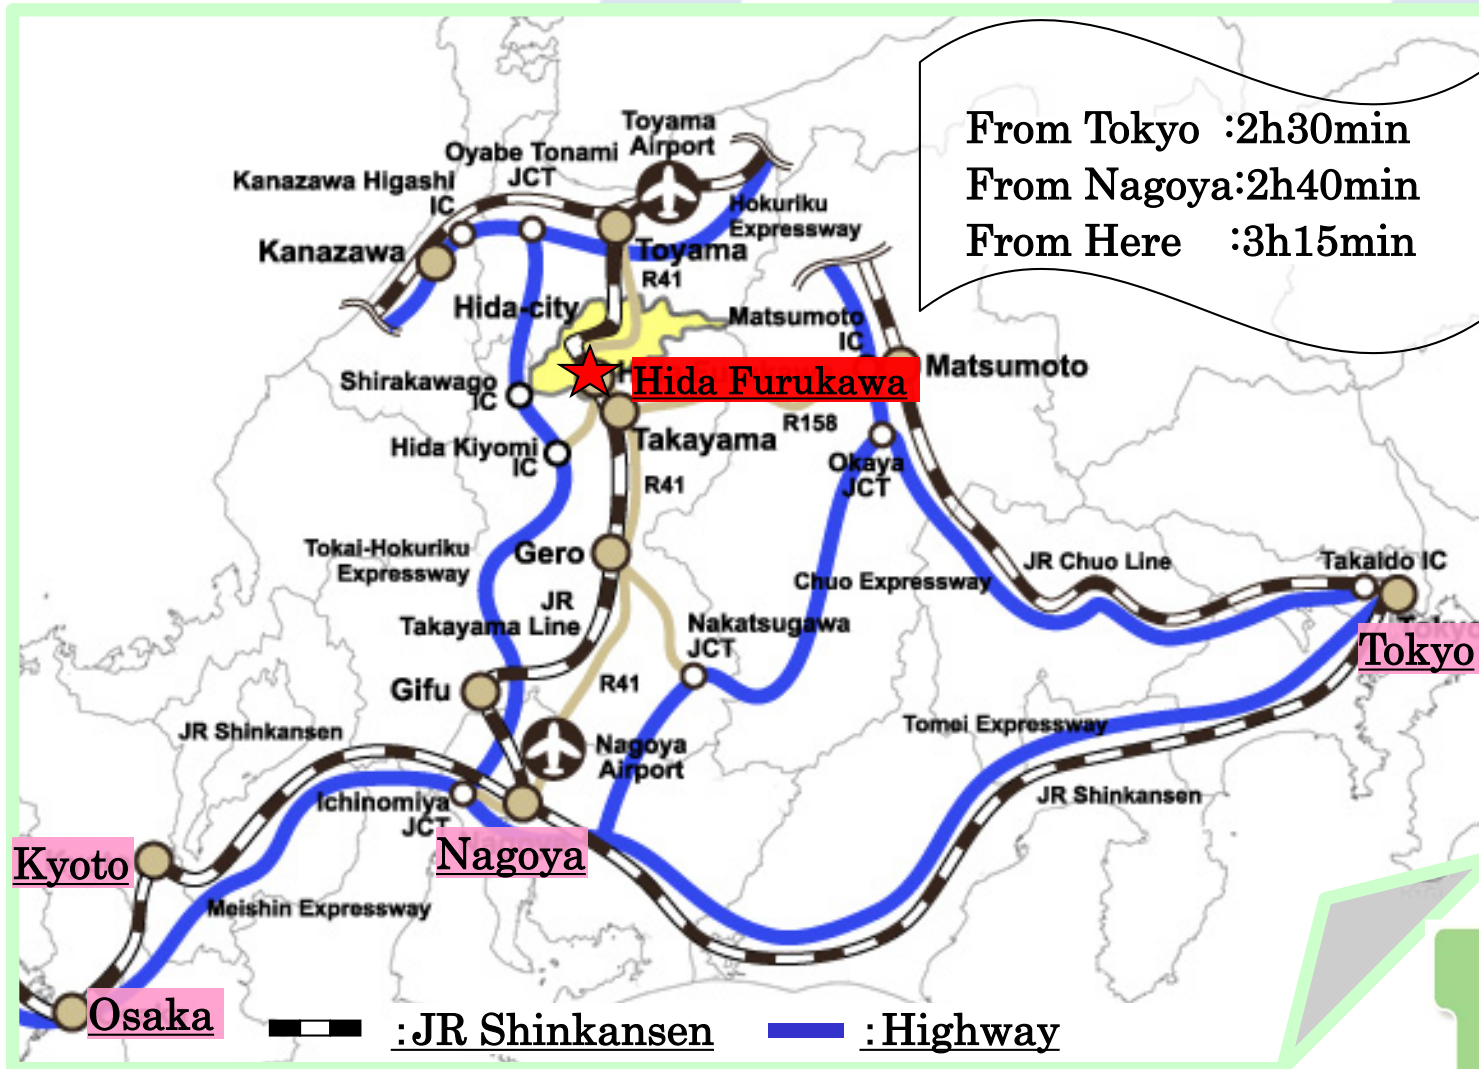 From Tokyo :2h30min
From Nagoya:2h40min
From Here :3h15min
Toyama
Airport
Oyabe Tonami
JCT
Kanazawa Higashi
IC
Hokuriku
Expressway
Kanazawa
Toyama
R41
Hida-city
Matsumoto
IC
Matsumoto
Shirakawago
IC
Hida Furukawa
R158
Takayama
Hida Kiyomi
IC
Okaya
JCT
R41
Tokai-Hokuriku
Expressway
Gero
JR Chuo Line
Takaido IC
Chuo Expressway
JR
Takayama Line
Nakatsugawa
JCT
Tokyo
Gifu
R41
JR Shinkansen
Tomei Expressway
Nagoya
Airport
JR Shinkansen
Ichinomiya
JCT
Nagoya
Kyoto
Meishin Expressway
Osaka
:JR Shinkansen
:Highway